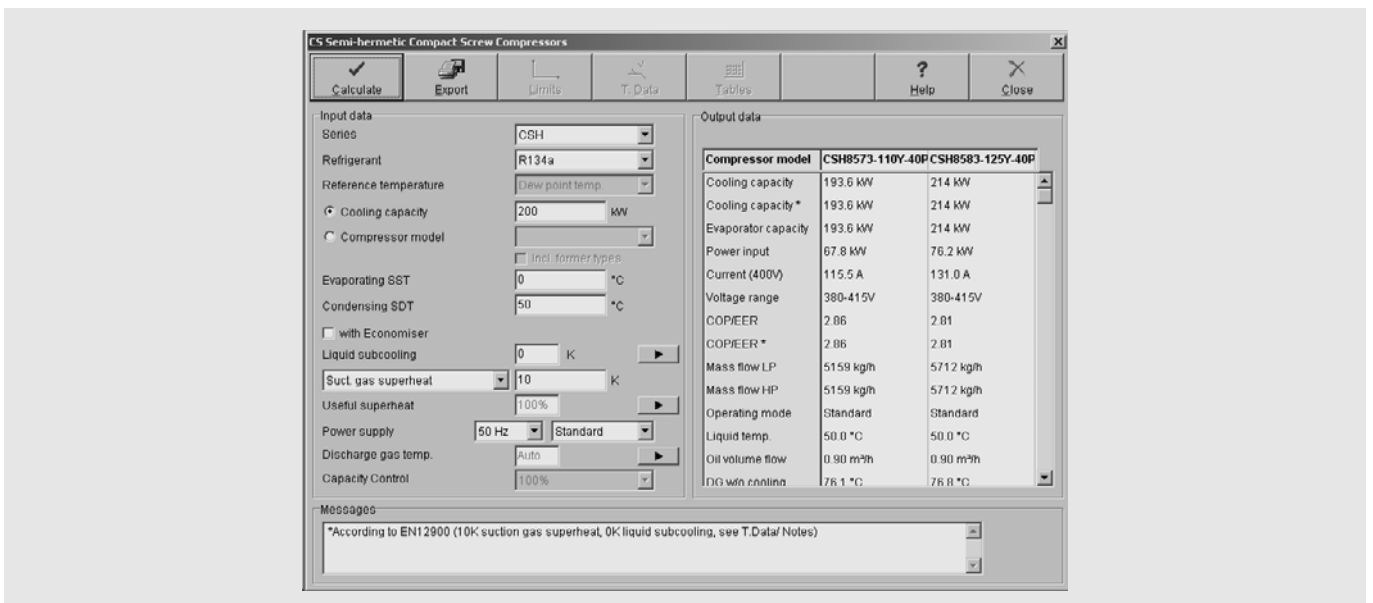 CS Semi-hermetic Compact Screw Compressors
Calculate Export Limits T. Data Tables Help Close
Input data
Series CSH
Refrigerant R134a
Reference temperature Dew point temp.
Cooling capacity 200 kW
Compressor model
incl. former types
Evaporating SST 0 °C
Condensing SDT 50 °C
with Economiser
Liquid subcooling 0 K
Suct. gas superheat 10 K
Useful superheat 100%
Power supply 50 Hz Standard
Discharge gas temp. Auto
Capacity Control 100%
Output data
Compressor model CSH8573-110Y-40P CSH8583-125Y-40P
Cooling capacity 193.6 kW 214 kW
Cooling capacity * 193.6 kW 214 kW
Evaporator capacity 193.6 kW 214 kW
Power input 67.8 kW 76.2 kW
Current (400V) 115.5 A 131.0 A
Voltage range 380-415V 380-415V
COP/EER 2.86 2.81
COP/EER * 2.86 2.81
Mass flow LP 5159 kg/h 5712 kg/h
Mass flow HP 5159 kg/h 5712 kg/h
Operating mode Standard Standard
Liquid temp. 50.0 °C 50.0 °C
Oil volume flow 0.90 m³/h 0.90 m³/h
DG w/o cooling 76.1 °C 76.8 °C
Messages
*According to EN12900 (10K suction gas superheat, 0K liquid subcooling, see T.Data/ Notes)